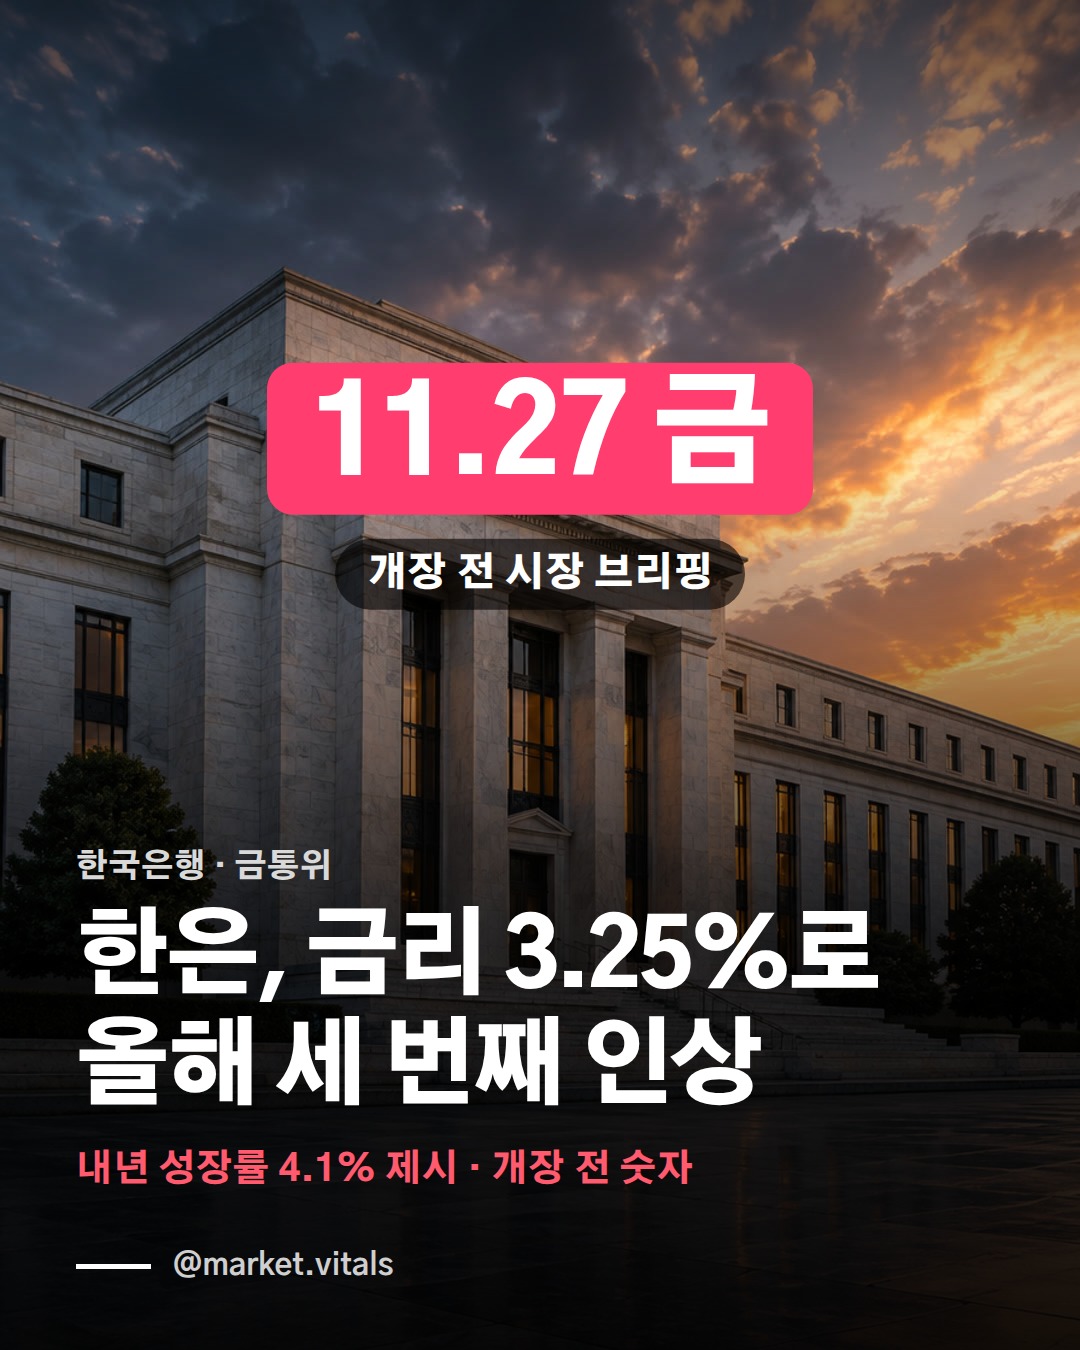 11.27 금
개장 전 시장 브리핑
한국은행 · 금통위
한은, 금리 3.25%로
올해 세 번째 인상
내년 성장률 4.1% 제시 · 개장 전 숫자
@market.vitals